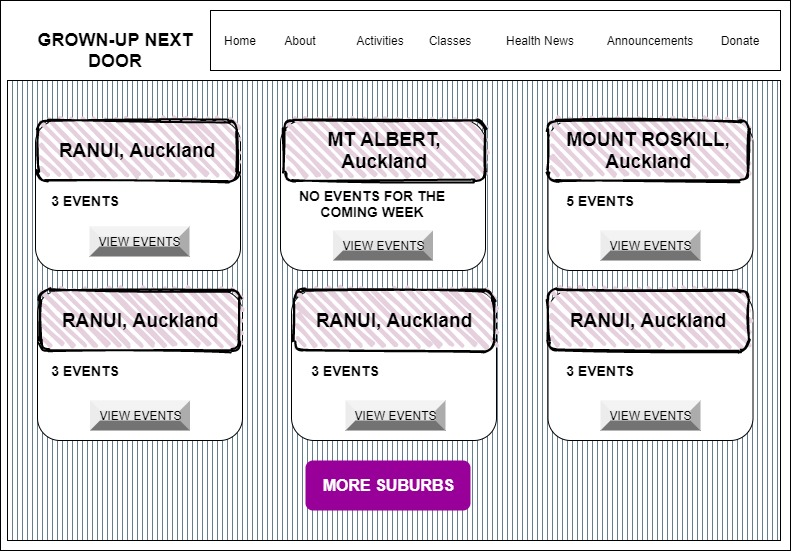 GROWN-UP NEXT
DOOR
Home About Activities Classes Health News Announcements Donate
RANUI, Auckland
3 EVENTS
VIEW EVENTS
MT ALBERT,
Auckland
NO EVENTS FOR THE
COMING WEEK
VIEW EVENTS
MOUNT ROSKILL,
Auckland
5 EVENTS
VIEW EVENTS
RANUI, Auckland
3 EVENTS
VIEW EVENTS
RANUI, Auckland
3 EVENTS
VIEW EVENTS
RANUI, Auckland
3 EVENTS
VIEW EVENTS
MORE SUBURBS